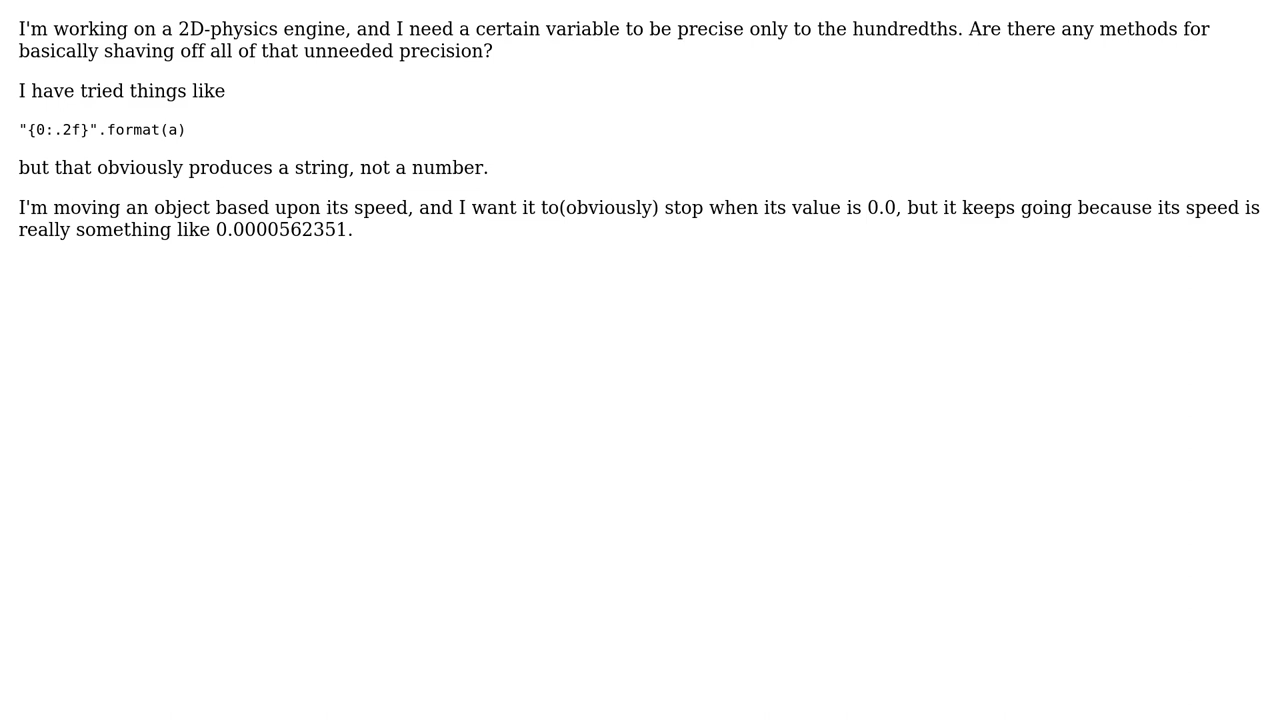 I'm working on a 2D-physics engine, and I need a certain variable to be precise only to the hundredths. Are there any methods for
basically shaving off all of that unneeded precision?
I have tried things like
"{0:.2f}".format(a)
but that obviously produces a string, not a number.
I'm moving an object based upon its speed, and I want it to(obviously) stop when its value is 0.0, but it keeps going because its speed is
really something like 0.0000562351.